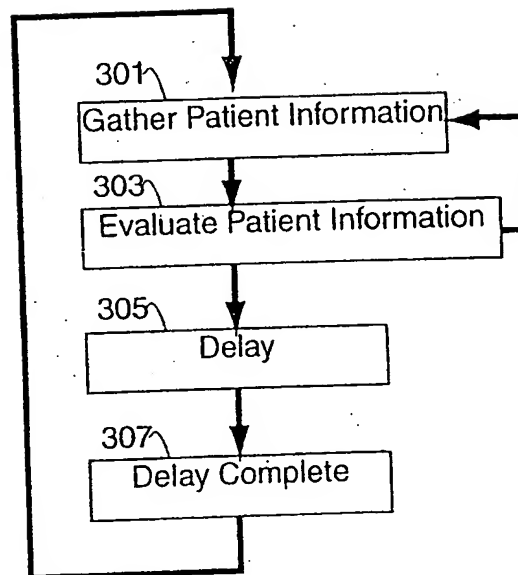 301
Gather Patient Information
303
Evaluate Patient Information
305
Delay
307
Delay Complete